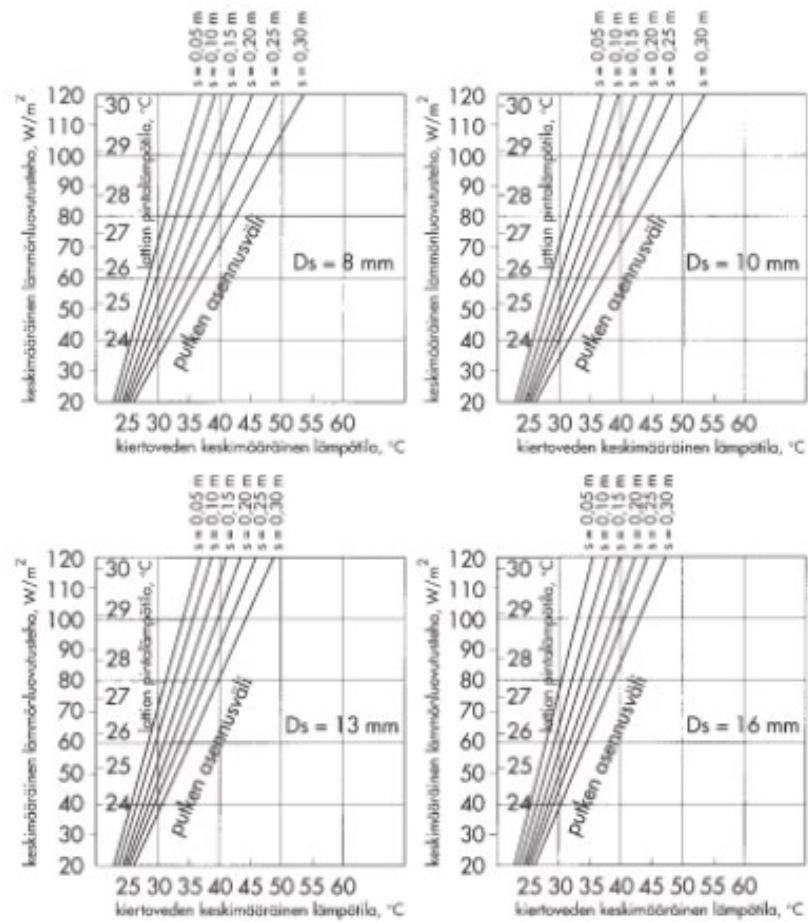 s = 0,05 m
s = 0,10 m
s = 0,15 m
s = 0,20 m
s = 0,25 m
s = 0,30 m
keskimääräinen lämmönluovutusteho, W/m²
120
110
100
90
80
70
60
50
40
30
20
30 °C
29
28
27
26
25
24
lattian pintalämpötila,
putken asennusväli
Ds = 8 mm
25 30 35 40 45 50 55 60
kiertoveden keskimääräinen lämpötila, °C
s = 0,05 m
s = 0,10 m
s = 0,15 m
s = 0,20 m
s = 0,25 m
s = 0,30 m
keskimääräinen lämmönluovutusteho, W/m²
120
110
100
90
80
70
60
50
40
30
20
30 °C
29
28
27
26
25
24
lattian pintalämpötila,
putken asennusväli
Ds = 10 mm
25 30 35 40 45 50 55 60
kiertoveden keskimääräinen lämpötila, °C
s = 0,05 m
s = 0,10 m
s = 0,15 m
s = 0,20 m
s = 0,25 m
s = 0,30 m
keskimääräinen lämmönluovutusteho, W/m²
120
110
100
90
80
70
60
50
40
30
20
30 °C
29
28
27
26
25
24
lattian pintalämpötila,
putken asennusväli
Ds = 13 mm
25 30 35 40 45 50 55 60
kiertoveden keskimääräinen lämpötila, °C
s = 0,05 m
s = 0,10 m
s = 0,15 m
s = 0,20 m
s = 0,25 m
s = 0,30 m
keskimääräinen lämmönluovutusteho, W/m²
120
110
100
90
80
70
60
50
40
30
20
30 °C
29
28
27
26
25
24
lattian pintalämpötila,
putken asennusväli
Ds = 16 mm
25 30 35 40 45 50 55 60
kiertoveden keskimääräinen lämpötila, °C